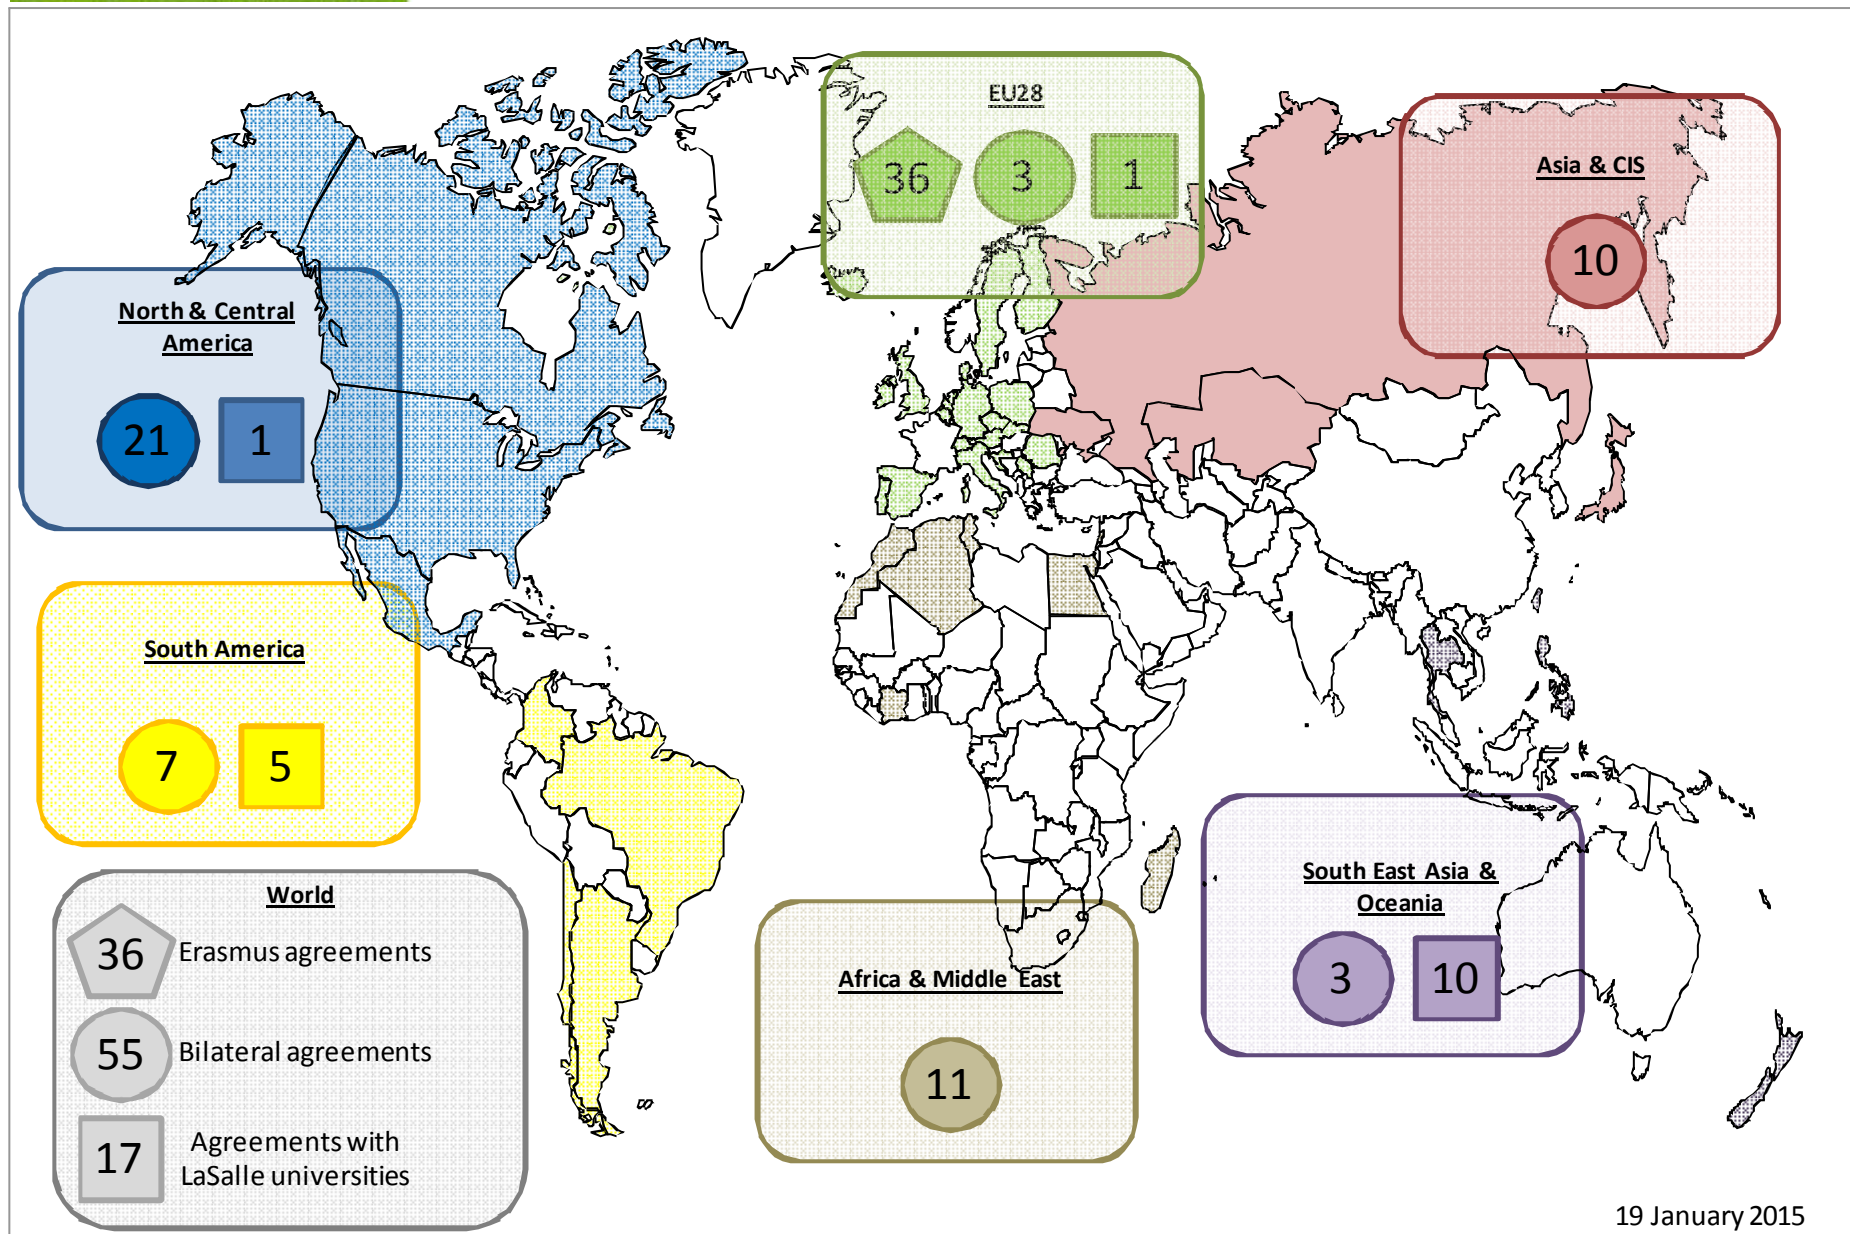 EU28
36 3 1
Asia & CIS
10
North & Central
America
21 1
South America
7 5
World
36 Erasmus agreements
55 Bilateral agreements
17 Agreements with
LaSalle universities
Africa & Middle East
11
South East Asia &
Oceania
3 10
19 January 2015